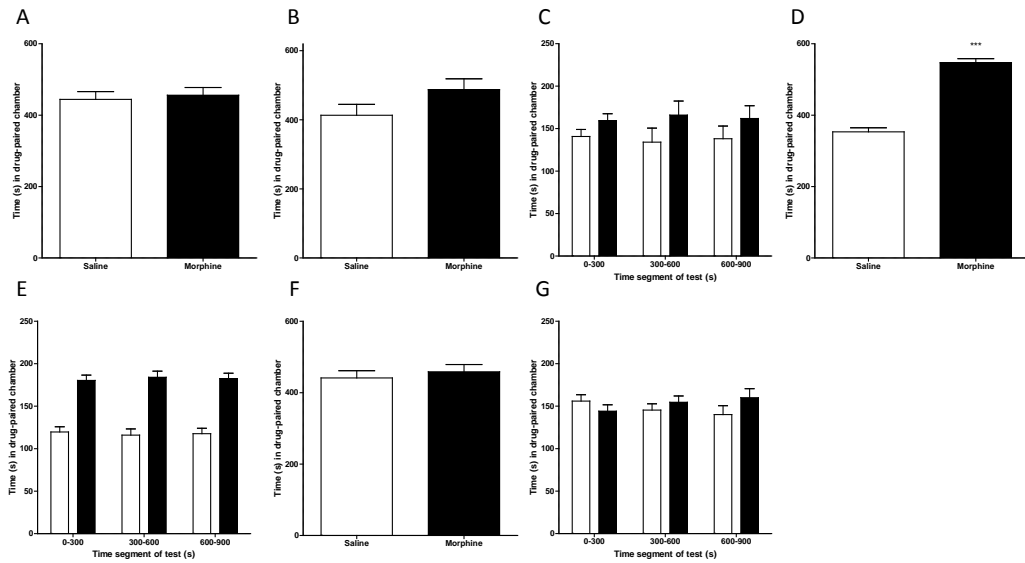 A
Time (s) in drug-paired chamber
600
400
200
0
Saline Morphine
B
Time (s) in drug-paired chamber
600
400
200
0
Saline Morphine
C
Time (s) in drug-paired chamber
250
200
150
100
50
0
0-300 300-600 600-900
Time segment of test (s)
D
Time (s) in drug-paired chamber
600
400
200
0
***
Saline Morphine
E
Time (s) in drug-paired chamber
250
200
150
100
50
0
0-300 300-600 600-900
Time segment of test (s)
F
Time (s) in drug-paired chamber
600
400
200
0
Saline Morphine
G
Time (s) in drug-paired chamber
250
200
150
100
50
0
0-300 300-600 600-900
Time segment of test (s)